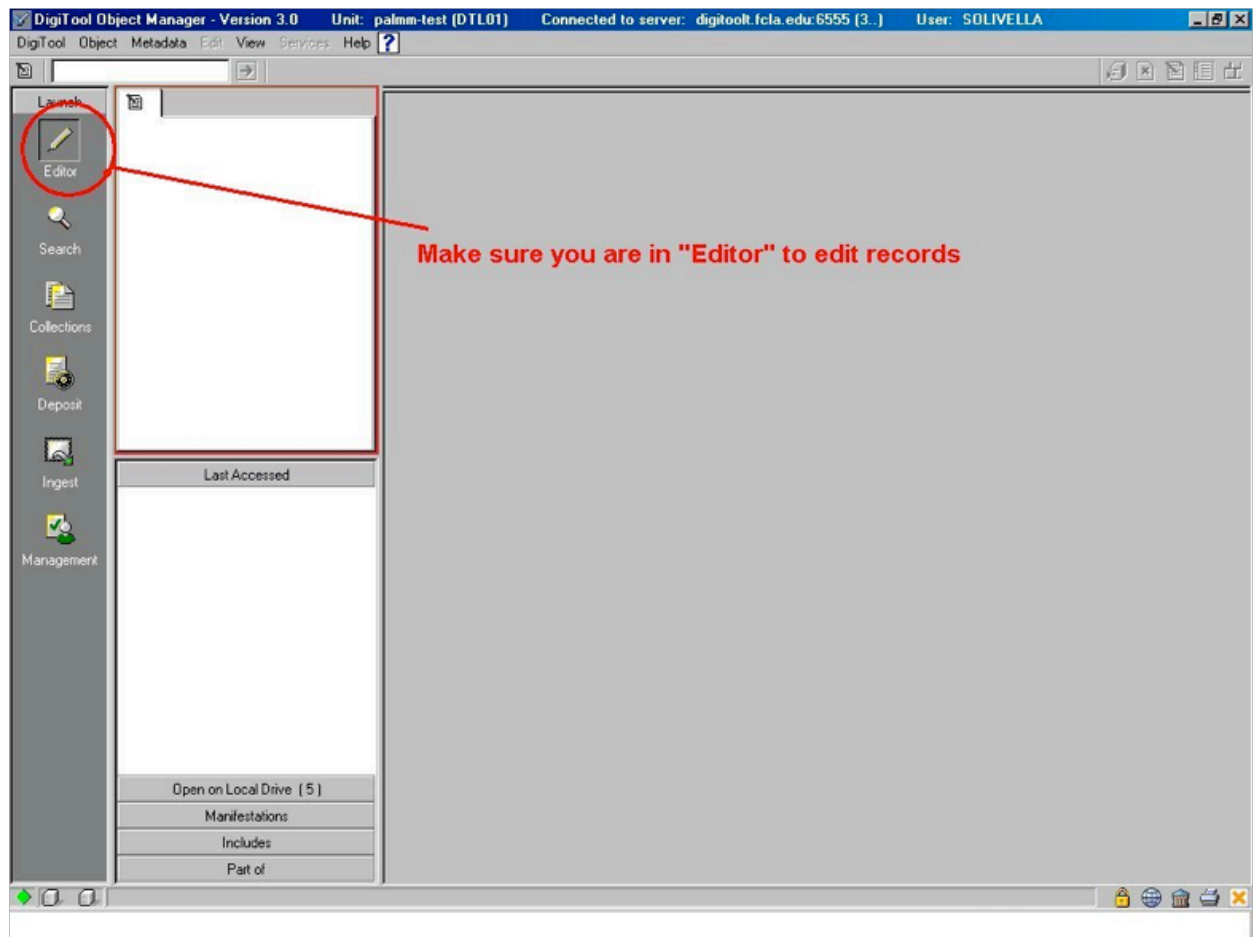 DigiTool Object Manager - Version 3.0 Unit: palmm-test (DTL01) Connected to server: digitoolt.fcla.edu:6555 (3..) User: SOLIVELLA
DigiTool Object Metadata Edit View Services Help ?
Launch
Editor
Make sure you are in "Editor" to edit records
Search
Collections
Deposit
Ingest
Management
Last Accessed
Open on Local Drive ( 5 )
Manifestations
Includes
Part of